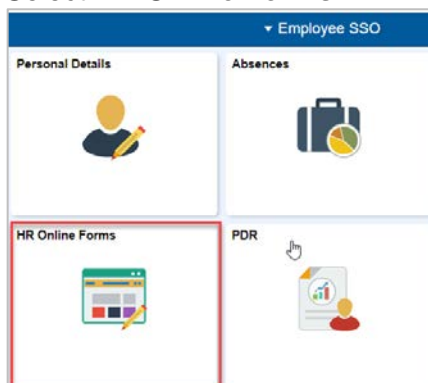 Employee SSO
Personal Details
Absences
HR Online Forms
PDR